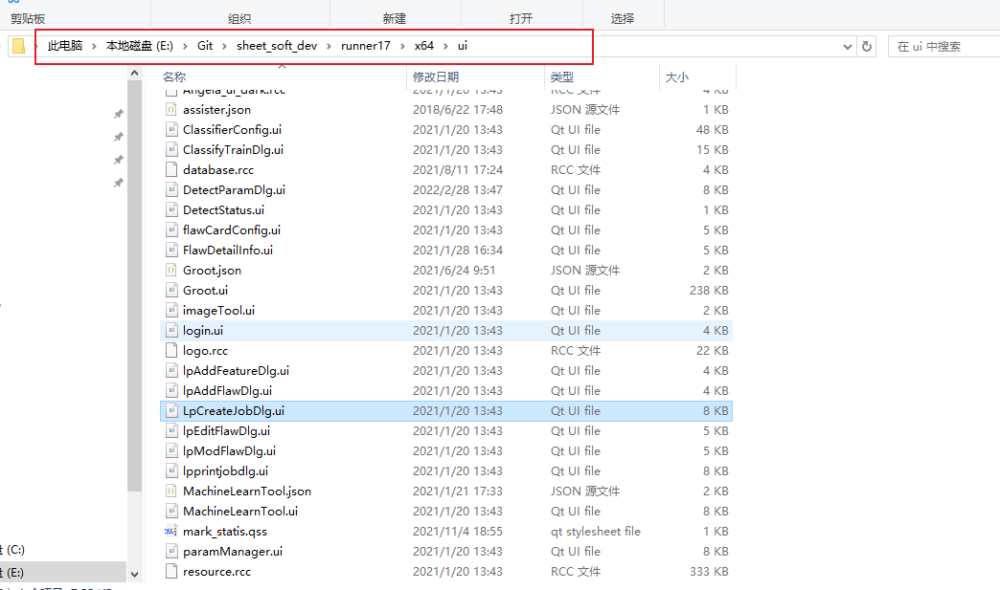 剪贴板 组织 新建 打开 选择
此电脑 › 本地磁盘 (E:) › Git › sheet_soft_dev › runner17 › x64 › ui 在 ui 中搜索
名称 修改日期 类型 大小
Angela_ui_dark.rcc 2021/1/20 13:43 RCC 文件 4 KB
assister.json 2018/6/22 17:48 JSON 源文件 1 KB
ClassifierConfig.ui 2021/1/20 13:43 Qt UI file 48 KB
ClassifyTrainDlg.ui 2021/1/20 13:43 Qt UI file 15 KB
database.rcc 2021/8/11 17:24 RCC 文件 4 KB
DetectParamDlg.ui 2022/2/28 13:47 Qt UI file 8 KB
DetectStatus.ui 2021/1/20 13:43 Qt UI file 1 KB
flawCardConfig.ui 2021/1/20 13:43 Qt UI file 5 KB
FlawDetailInfo.ui 2021/1/28 16:34 Qt UI file 5 KB
Groot.json 2021/6/24 9:51 JSON 源文件 2 KB
Groot.ui 2021/1/20 13:43 Qt UI file 238 KB
imageTool.ui 2021/1/20 13:43 Qt UI file 2 KB
login.ui 2021/1/20 13:43 Qt UI file 4 KB
logo.rcc 2021/1/20 13:43 RCC 文件 22 KB
lpAddFeatureDlg.ui 2021/1/20 13:43 Qt UI file 4 KB
lpAddFlawDlg.ui 2021/1/20 13:43 Qt UI file 4 KB
LpCreateJobDlg.ui 2021/1/20 13:43 Qt UI file 8 KB
lpEditFlawDlg.ui 2021/1/20 13:43 Qt UI file 5 KB
lpModFlawDlg.ui 2021/1/20 13:43 Qt UI file 5 KB
lpprintjobdlg.ui 2021/1/20 13:43 Qt UI file 8 KB
MachineLearnTool.json 2021/1/21 17:33 JSON 源文件 2 KB
MachineLearnTool.ui 2021/1/20 13:43 Qt UI file 8 KB
mark_statis.qss 2021/11/4 18:55 qt stylesheet file 1 KB
(C:) paramManager.ui 2021/1/20 13:43 Qt UI file 8 KB
(E:) resource.rcc 2021/1/20 13:43 RCC 文件 333 KB